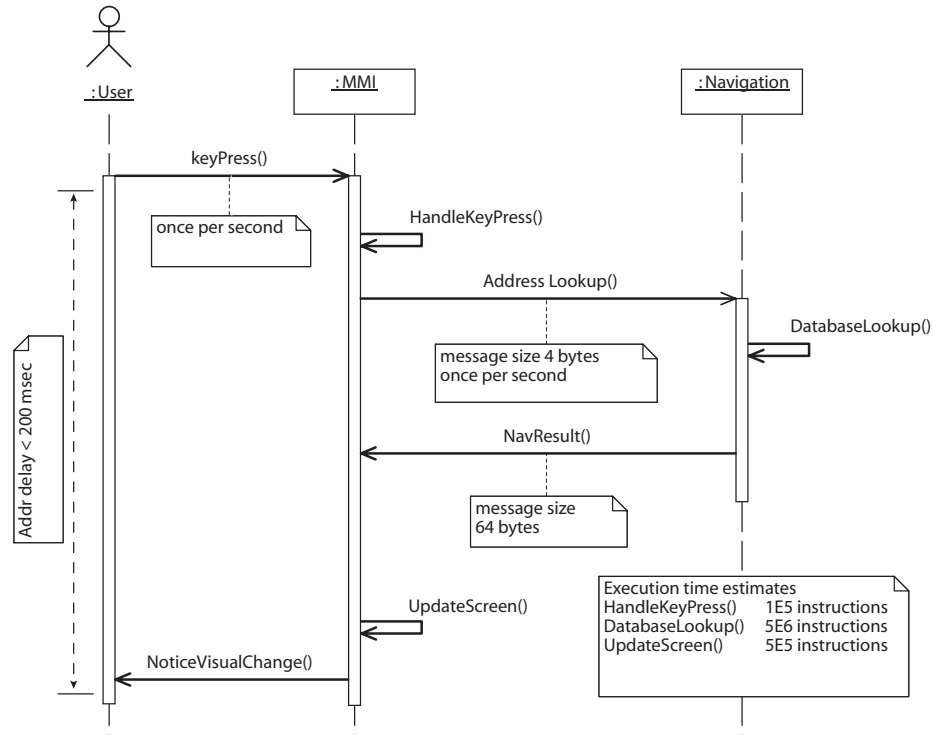 :User
:MMI
:Navigation
keyPress()
once per second
HandleKeyPress()
Address Lookup()
DatabaseLookup()
message size 4 bytes
once per second
Addr delay < 200 msec
NavResult()
message size
64 bytes
Execution time estimates
HandleKeyPress() 1E5 instructions
DatabaseLookup() 5E6 instructions
UpdateScreen() 5E5 instructions
UpdateScreen()
NoticeVisualChange()